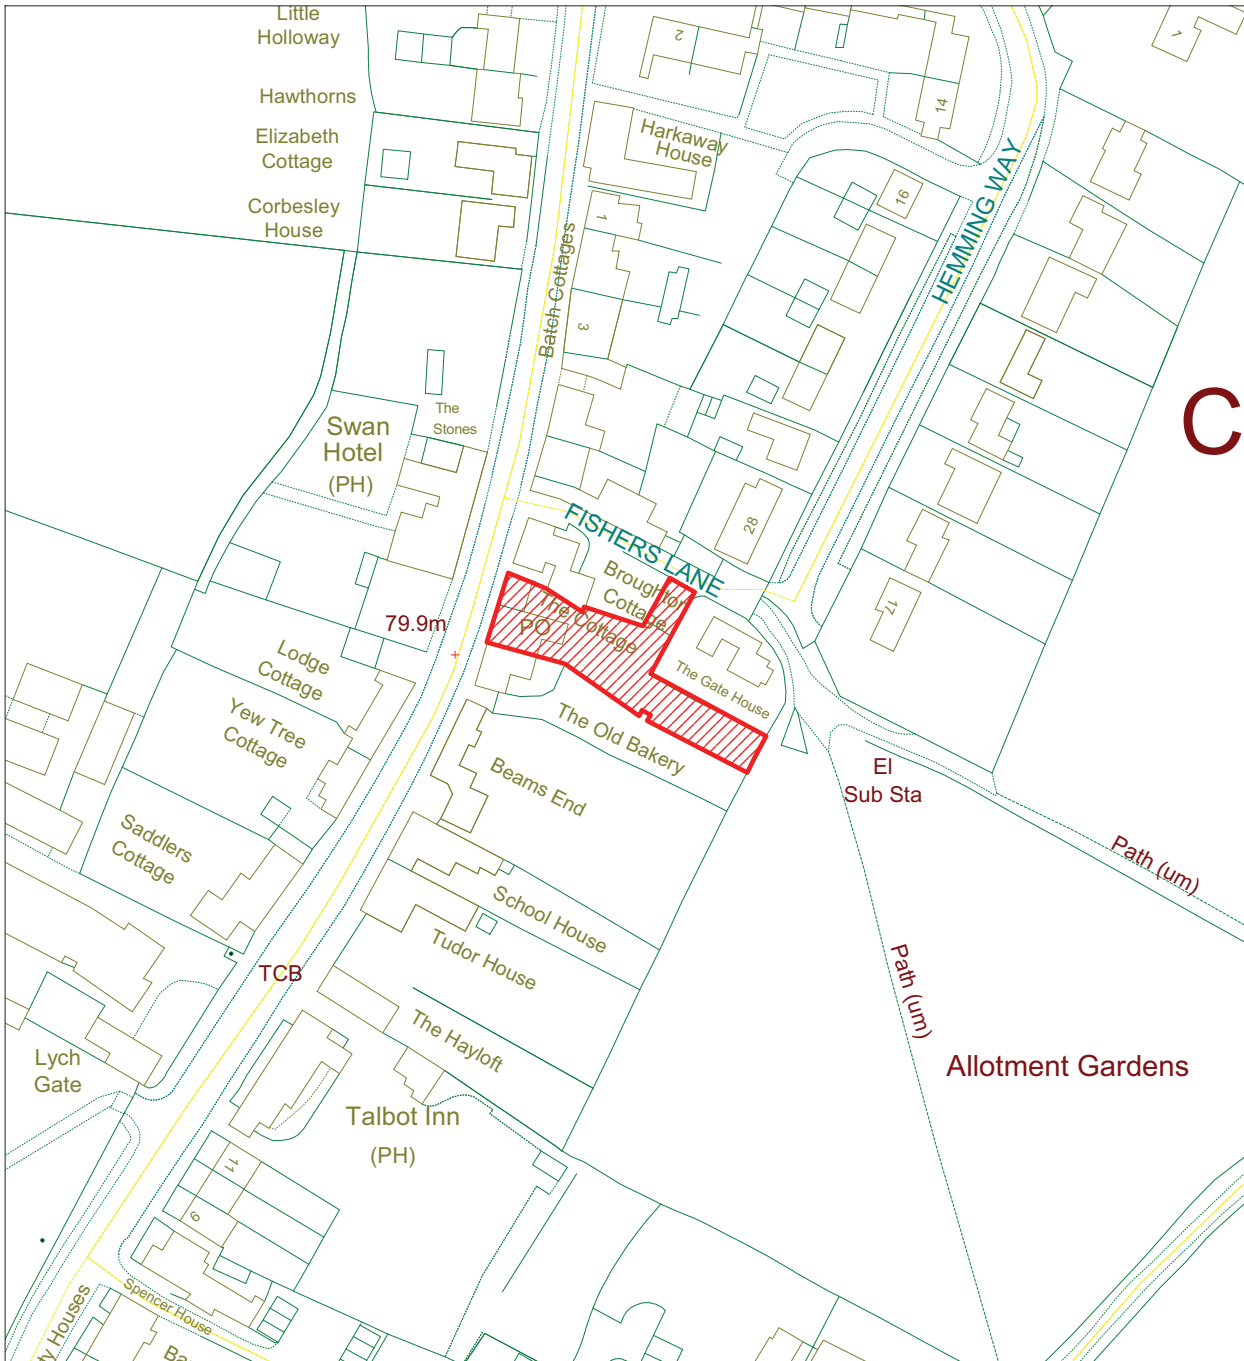 Little
Holloway
2
1
Hawthorns
14
Elizabeth
Cottage
Harkaway
House
HEMMING WAY
Corbesley
House
16
1
Batch Cottages
3
C
The
Stones
Swan
Hotel
(PH)
FISHERS LANE
28
Broughton
Cottage
The Cottage
PO
17
79.9m
Lodge
Cottage
The Gate House
Yew Tree
Cottage
The Old Bakery
Beams End
El
Sub Sta
Saddlers
Cottage
Path (um)
School House
Tudor House
TCB
Path (um)
The Hayloft
Lych
Gate
Allotment Gardens
Talbot Inn
(PH)
11
9
Spencer House
ty Houses
Ba